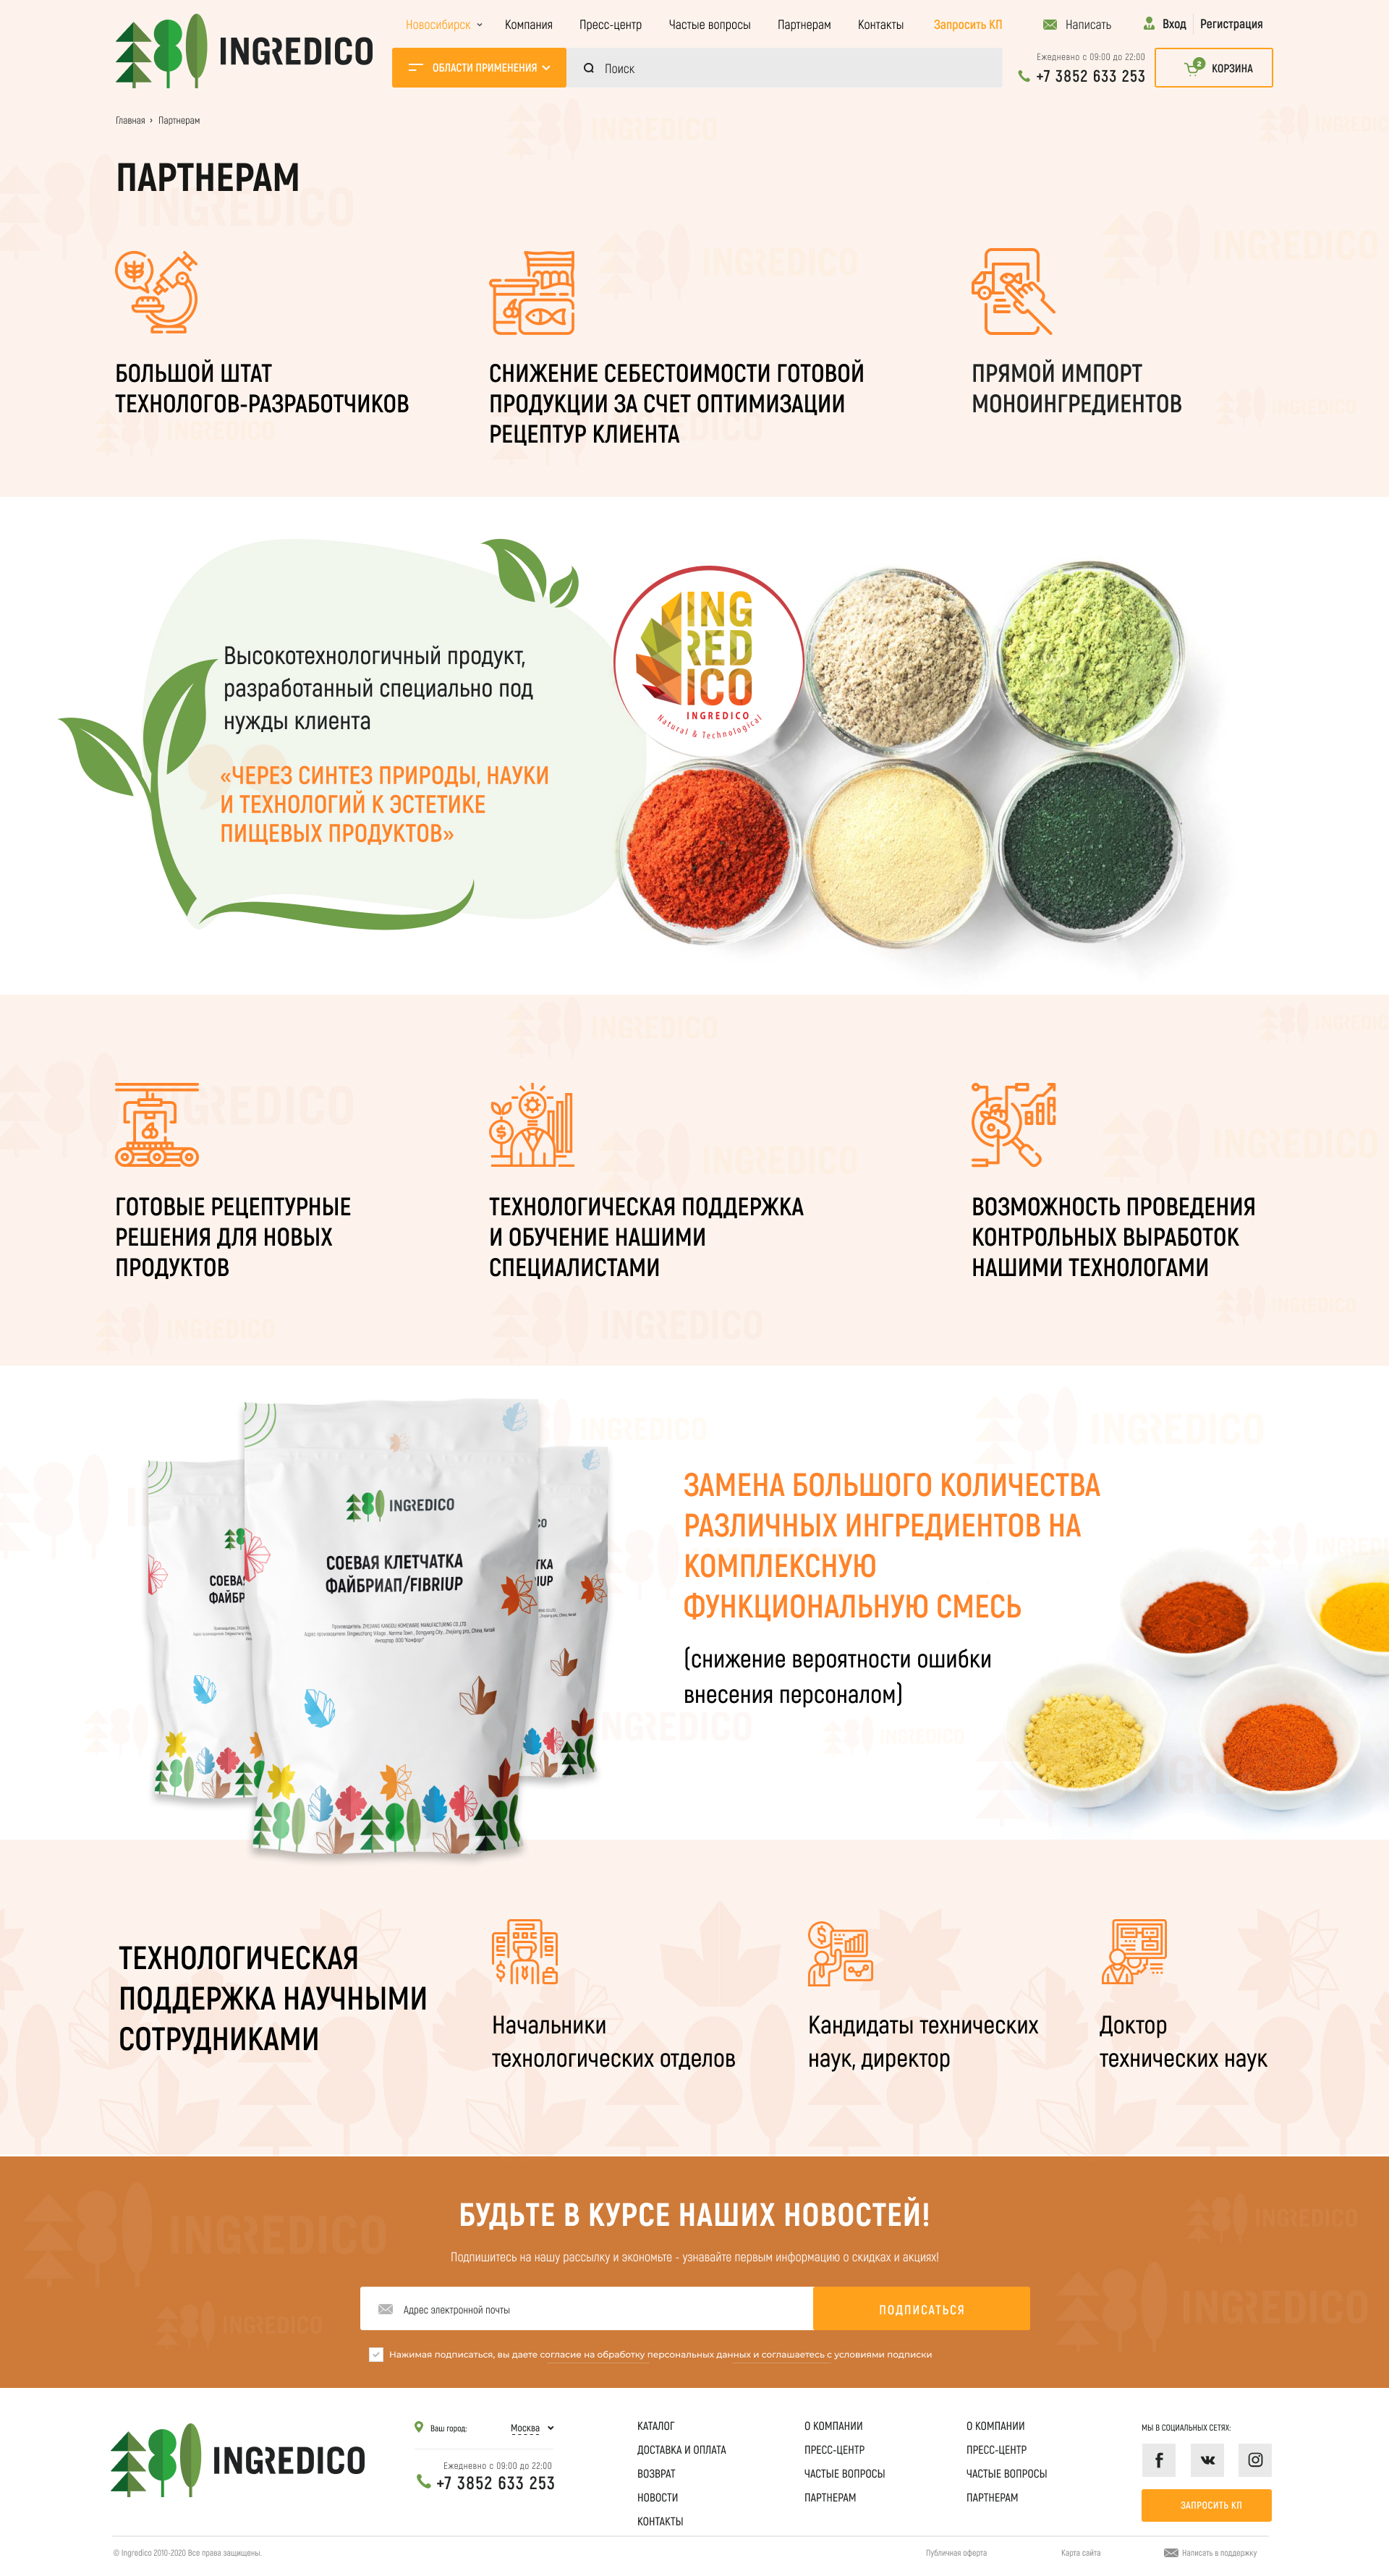 INGREDICO
Новосибирск
Компания
Пресс-центр
Частые вопросы
Партнерам
Контакты
Запросить КП
Написать
Вход
Регистрация
ОБЛАСТИ ПРИМЕНЕНИЯ
Поиск
Ежедневно с 09:00 до 22:00
+7 3852 633 253
2
КОРЗИНА
Главная › Партнерам
ПАРТНЕРАМ
БОЛЬШОЙ ШТАТ
ТЕХНОЛОГОВ-РАЗРАБОТЧИКОВ
СНИЖЕНИЕ СЕБЕСТОИМОСТИ ГОТОВОЙ
ПРОДУКЦИИ ЗА СЧЕТ ОПТИМИЗАЦИИ
РЕЦЕПТУР КЛИЕНТА
ПРЯМОЙ ИМПОРТ
МОНОИНГРЕДИЕНТОВ
Высокотехнологичный продукт,
разработанный специально под
нужды клиента
«ЧЕРЕЗ СИНТЕЗ ПРИРОДЫ, НАУКИ
И ТЕХНОЛОГИЙ К ЭСТЕТИКЕ
ПИЩЕВЫХ ПРОДУКТОВ»
ING
RED
ICO
INGREDICO
Natural & Technological
ГОТОВЫЕ РЕЦЕПТУРНЫЕ
РЕШЕНИЯ ДЛЯ НОВЫХ
ПРОДУКТОВ
ТЕХНОЛОГИЧЕСКАЯ ПОДДЕРЖКА
И ОБУЧЕНИЕ НАШИМИ
СПЕЦИАЛИСТАМИ
ВОЗМОЖНОСТЬ ПРОВЕДЕНИЯ
КОНТРОЛЬНЫХ ВЫРАБОТОК
НАШИМИ ТЕХНОЛОГАМИ
INGREDICO
СОЕВАЯ КЛЕТЧАТКА
ФАЙБРИАП/FIBRIUP
ЗАМЕНА БОЛЬШОГО КОЛИЧЕСТВА
РАЗЛИЧНЫХ ИНГРЕДИЕНТОВ НА
КОМПЛЕКСНУЮ
ФУНКЦИОНАЛЬНУЮ СМЕСЬ
(снижение вероятности ошибки
внесения персоналом)
ТЕХНОЛОГИЧЕСКАЯ
ПОДДЕРЖКА НАУЧНЫМИ
СОТРУДНИКАМИ
Начальники
технологических отделов
Кандидаты технических
наук, директор
Доктор
технических наук
БУДЬТЕ В КУРСЕ НАШИХ НОВОСТЕЙ!
Подпишитесь на нашу рассылку и экономьте - узнавайте первым информацию о скидках и акциях!
Адрес электронной почты
ПОДПИСАТЬСЯ
Нажимая подписаться, вы даете согласие на обработку персональных данных и соглашаетесь с условиями подписки
INGREDICO
Ваш город:
Москва
Ежедневно с 09:00 до 22:00
+7 3852 633 253
КАТАЛОГ
ДОСТАВКА И ОПЛАТА
ВОЗВРАТ
НОВОСТИ
КОНТАКТЫ
О КОМПАНИИ
ПРЕСС-ЦЕНТР
ЧАСТЫЕ ВОПРОСЫ
ПАРТНЕРАМ
О КОМПАНИИ
ПРЕСС-ЦЕНТР
ЧАСТЫЕ ВОПРОСЫ
ПАРТНЕРАМ
МЫ В СОЦИАЛЬНЫХ СЕТЯХ:
ЗАПРОСИТЬ КП
© Ingredico 2010-2020 Все права защищены.
Публичная оферта
Карта сайта
Написать в поддержку